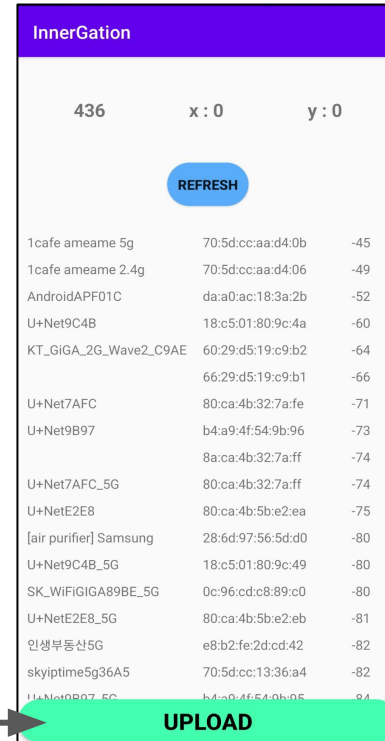 InnerGation
436 x : 0 y : 0
REFRESH
1cafe ameame 5g 70:5d:cc:aa:d4:0b -45
1cafe ameame 2.4g 70:5d:cc:aa:d4:06 -49
AndroidAPF01C da:a0:ac:18:3a:2b -52
U+Net9C4B 18:c5:01:80:9c:4a -60
KT_GiGA_2G_Wave2_C9AE 60:29:d5:19:c9:b2 -64
66:29:d5:19:c9:b1 -66
U+Net7AFC 80:ca:4b:32:7a:fe -71
U+Net9B97 b4:a9:4f:54:9b:96 -73
8a:ca:4b:32:7a:ff -74
U+Net7AFC_5G 80:ca:4b:32:7a:ff -74
U+NetE2E8 80:ca:4b:5b:e2:ea -75
[air purifier] Samsung 28:6d:97:56:5d:d0 -80
U+Net9C4B_5G 18:c5:01:80:9c:49 -80
SK_WiFiGIGA89BE_5G 0c:96:cd:c8:89:c0 -80
U+NetE2E8_5G 80:ca:4b:5b:e2:eb -81
인생부동산5G e8:b2:fe:2d:cd:42 -82
skyiptime5g36A5 70:5d:cc:13:36:a4 -82
U+Net9B97_5G b4:a9:4f:54:9b:95 -84
UPLOAD